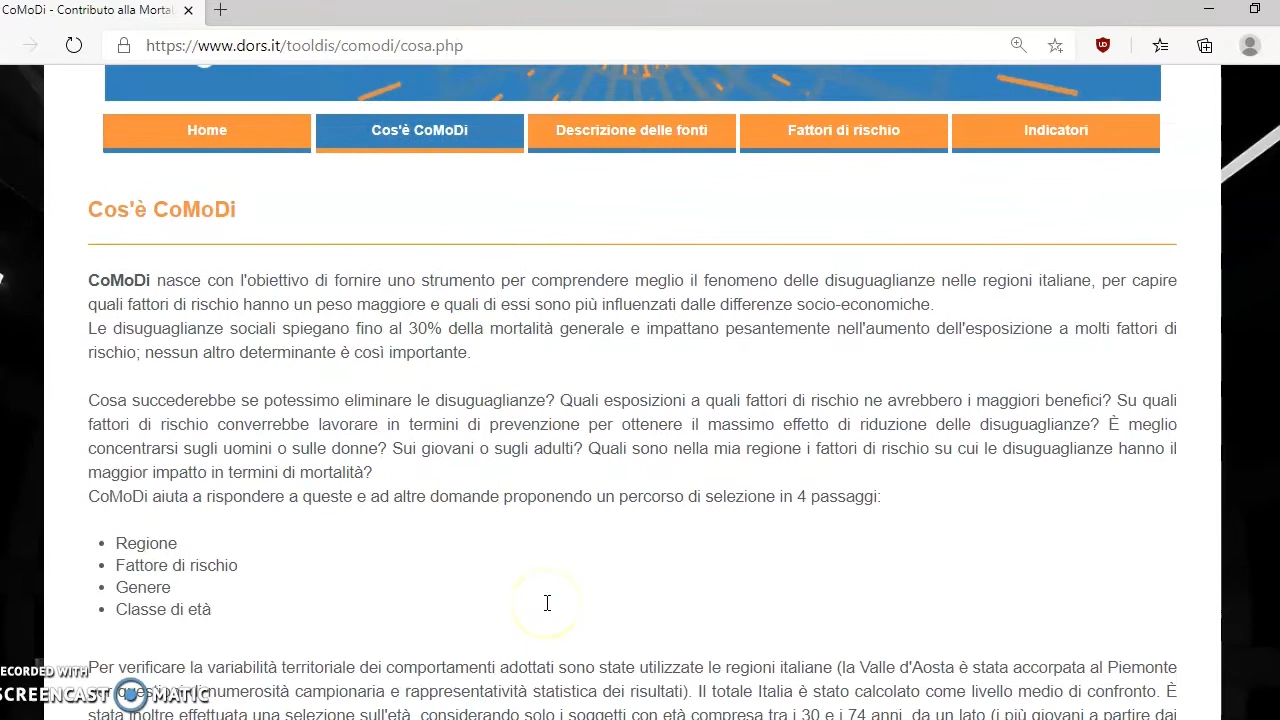 CoMoDi - Contributo alla Mortal
https://www.dors.it/tooldis/comodi/cosa.php
Home
Cos'è CoMoDi
Descrizione delle fonti
Fattori di rischio
Indicatori
Cos'è CoMoDi
CoMoDi nasce con l'obiettivo di fornire uno strumento per comprendere meglio il fenomeno delle disuguaglianze nelle regioni italiane, per capire
quali fattori di rischio hanno un peso maggiore e quali di essi sono più influenzati dalle differenze socio-economiche.
Le disuguaglianze sociali spiegano fino al 30% della mortalità generale e impattano pesantemente nell'aumento dell'esposizione a molti fattori di
rischio; nessun altro determinante è così importante.
Cosa succederebbe se potessimo eliminare le disuguaglianze? Quali esposizioni a quali fattori di rischio ne avrebbero i maggiori benefici? Su quali
fattori di rischio converrebbe lavorare in termini di prevenzione per ottenere il massimo effetto di riduzione delle disuguaglianze? È meglio
concentrarsi sugli uomini o sulle donne? Sui giovani o sugli adulti? Quali sono nella mia regione i fattori di rischio su cui le disuguaglianze hanno il
maggior impatto in termini di mortalità?
CoMoDi aiuta a rispondere a queste e ad altre domande proponendo un percorso di selezione in 4 passaggi:
• Regione
• Fattore di rischio
• Genere
• Classe di età
Per verificare la variabilità territoriale dei comportamenti adottati sono state utilizzate le regioni italiane (la Valle d'Aosta è stata accorpata al Piemonte
numerosità campionaria e rappresentatività statistica dei risultati). Il totale Italia è stato calcolato come livello medio di confronto. È
stata inoltre effettuata una selezione sull'età, considerando solo i soggetti con età compresa tra i 30 e i 74 anni, da un lato (i più giovani a partire dai
ECORDED WITH
SCREENCAST MATIC